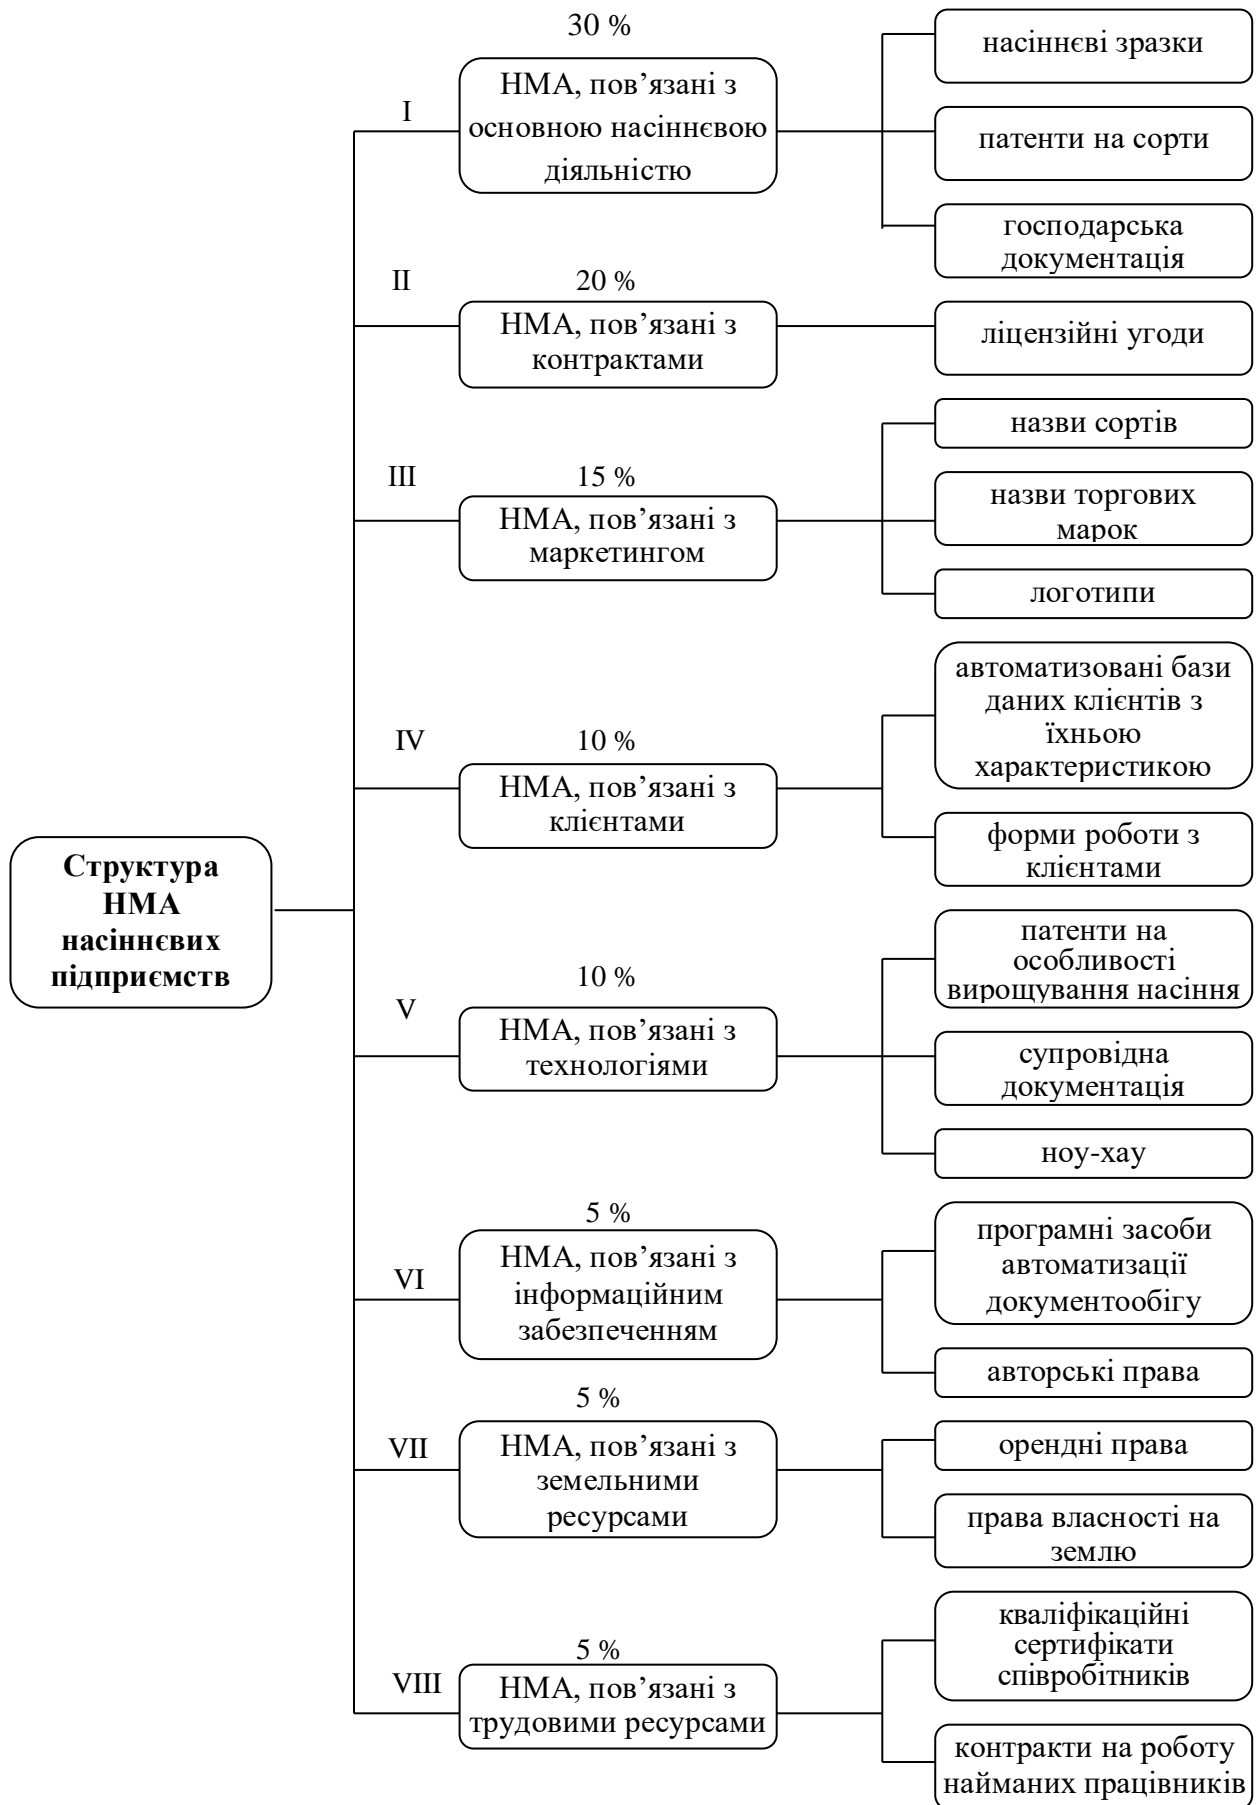 30 %
I
НМА, пов’язані з
основною насіннєвою
діяльністю
насіннєві зразки
патенти на сорти
господарська
документація
II
20 %
НМА, пов’язані з
контрактами
ліцензійні угоди
III
15 %
НМА, пов’язані з
маркетингом
назви сортів
назви торгових
марок
логотипи
IV
10 %
НМА, пов’язані з
клієнтами
автоматизовані бази
даних клієнтів з
їхньою
характеристикою
форми роботи з
клієнтами
Структура
НМА
насіннєвих
підприємств
V
10 %
НМА, пов’язані з
технологіями
патенти на
особливості
вирощування насіння
супровідна
документація
ноу-хау
VI
5 %
НМА, пов’язані з
інформаційним
забезпеченням
програмні засоби
автоматизації
документообігу
авторські права
VII
5 %
НМА, пов’язані з
земельними
ресурсами
орендні права
права власності на
землю
VIII
5 %
НМА, пов’язані з
трудовими ресурсами
кваліфікаційні
сертифікати
співробітників
контракти на роботу
найманих працівників